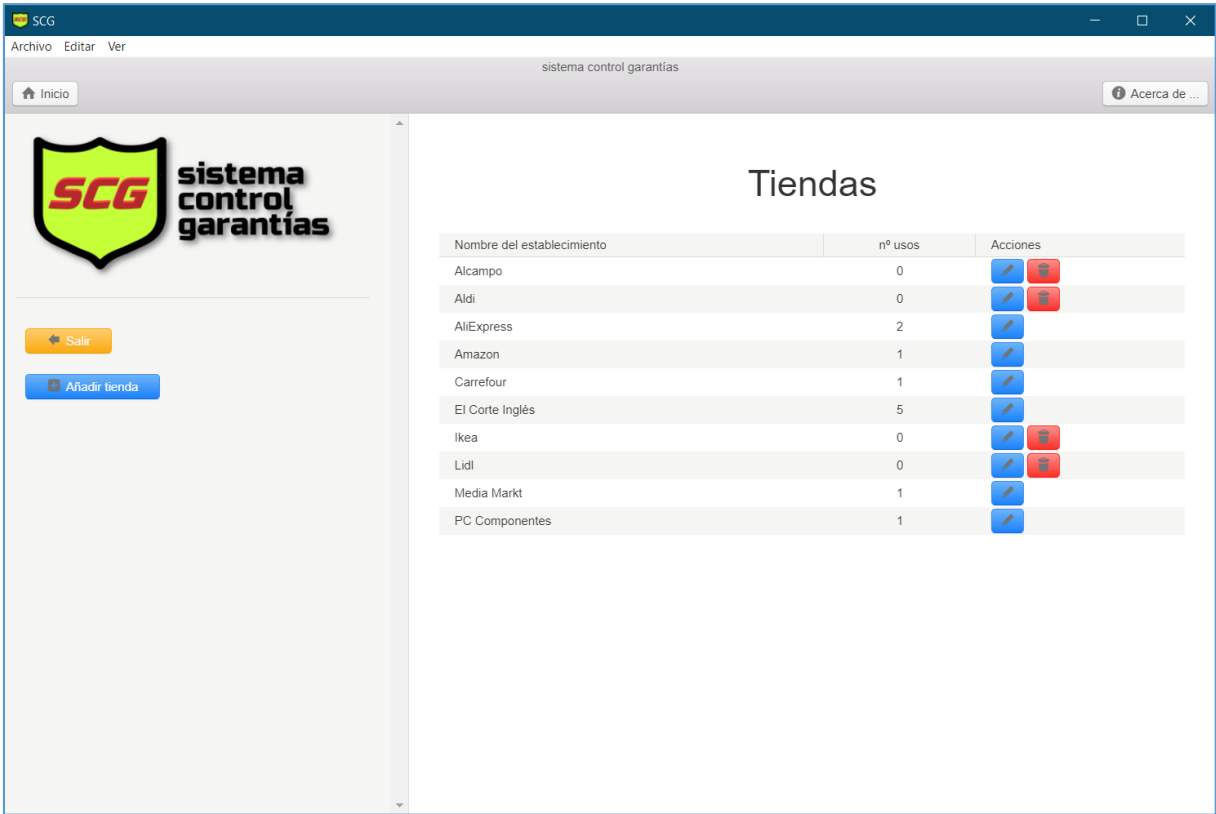 SCG
Archivo Editar Ver
sistema control garantías
Inicio
Acerca de ...
SCG
sistema
control
garantías
Salir
Añadir tienda
Tiendas
Nombre del establecimiento nº usos Acciones
Alcampo 0
Aldi 0
AliExpress 2
Amazon 1
Carrefour 1
El Corte Inglés 5
Ikea 0
Lidl 0
Media Markt 1
PC Componentes 1